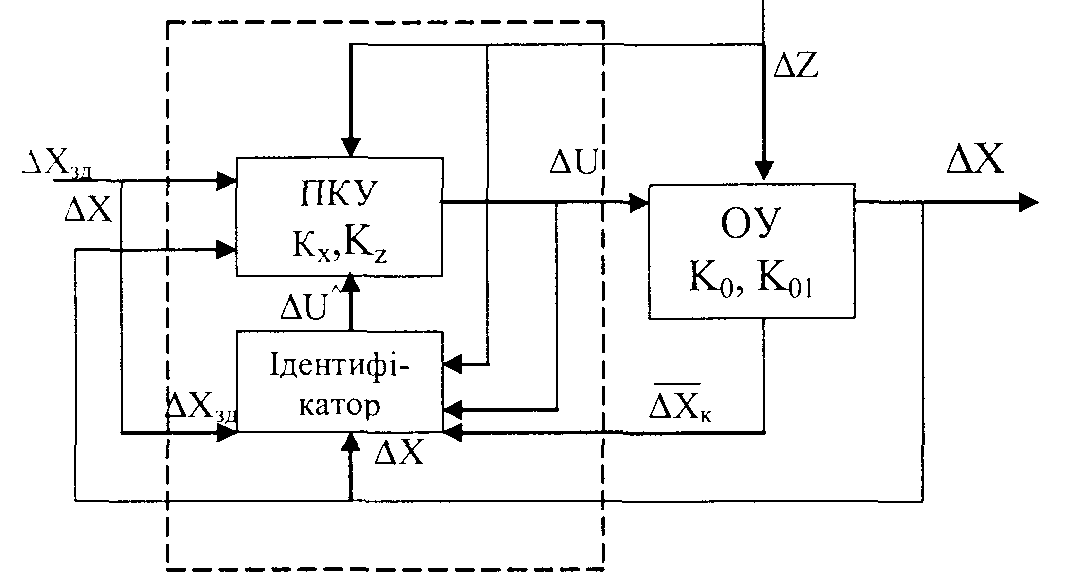 ΔZ
ΔXзд
ΔX
ПКУ
Kx,Kz
ΔU
ОУ
K0, K01
ΔX
ΔU^
Ідентифі-
катор
ΔXзд
ΔX
ΔXк